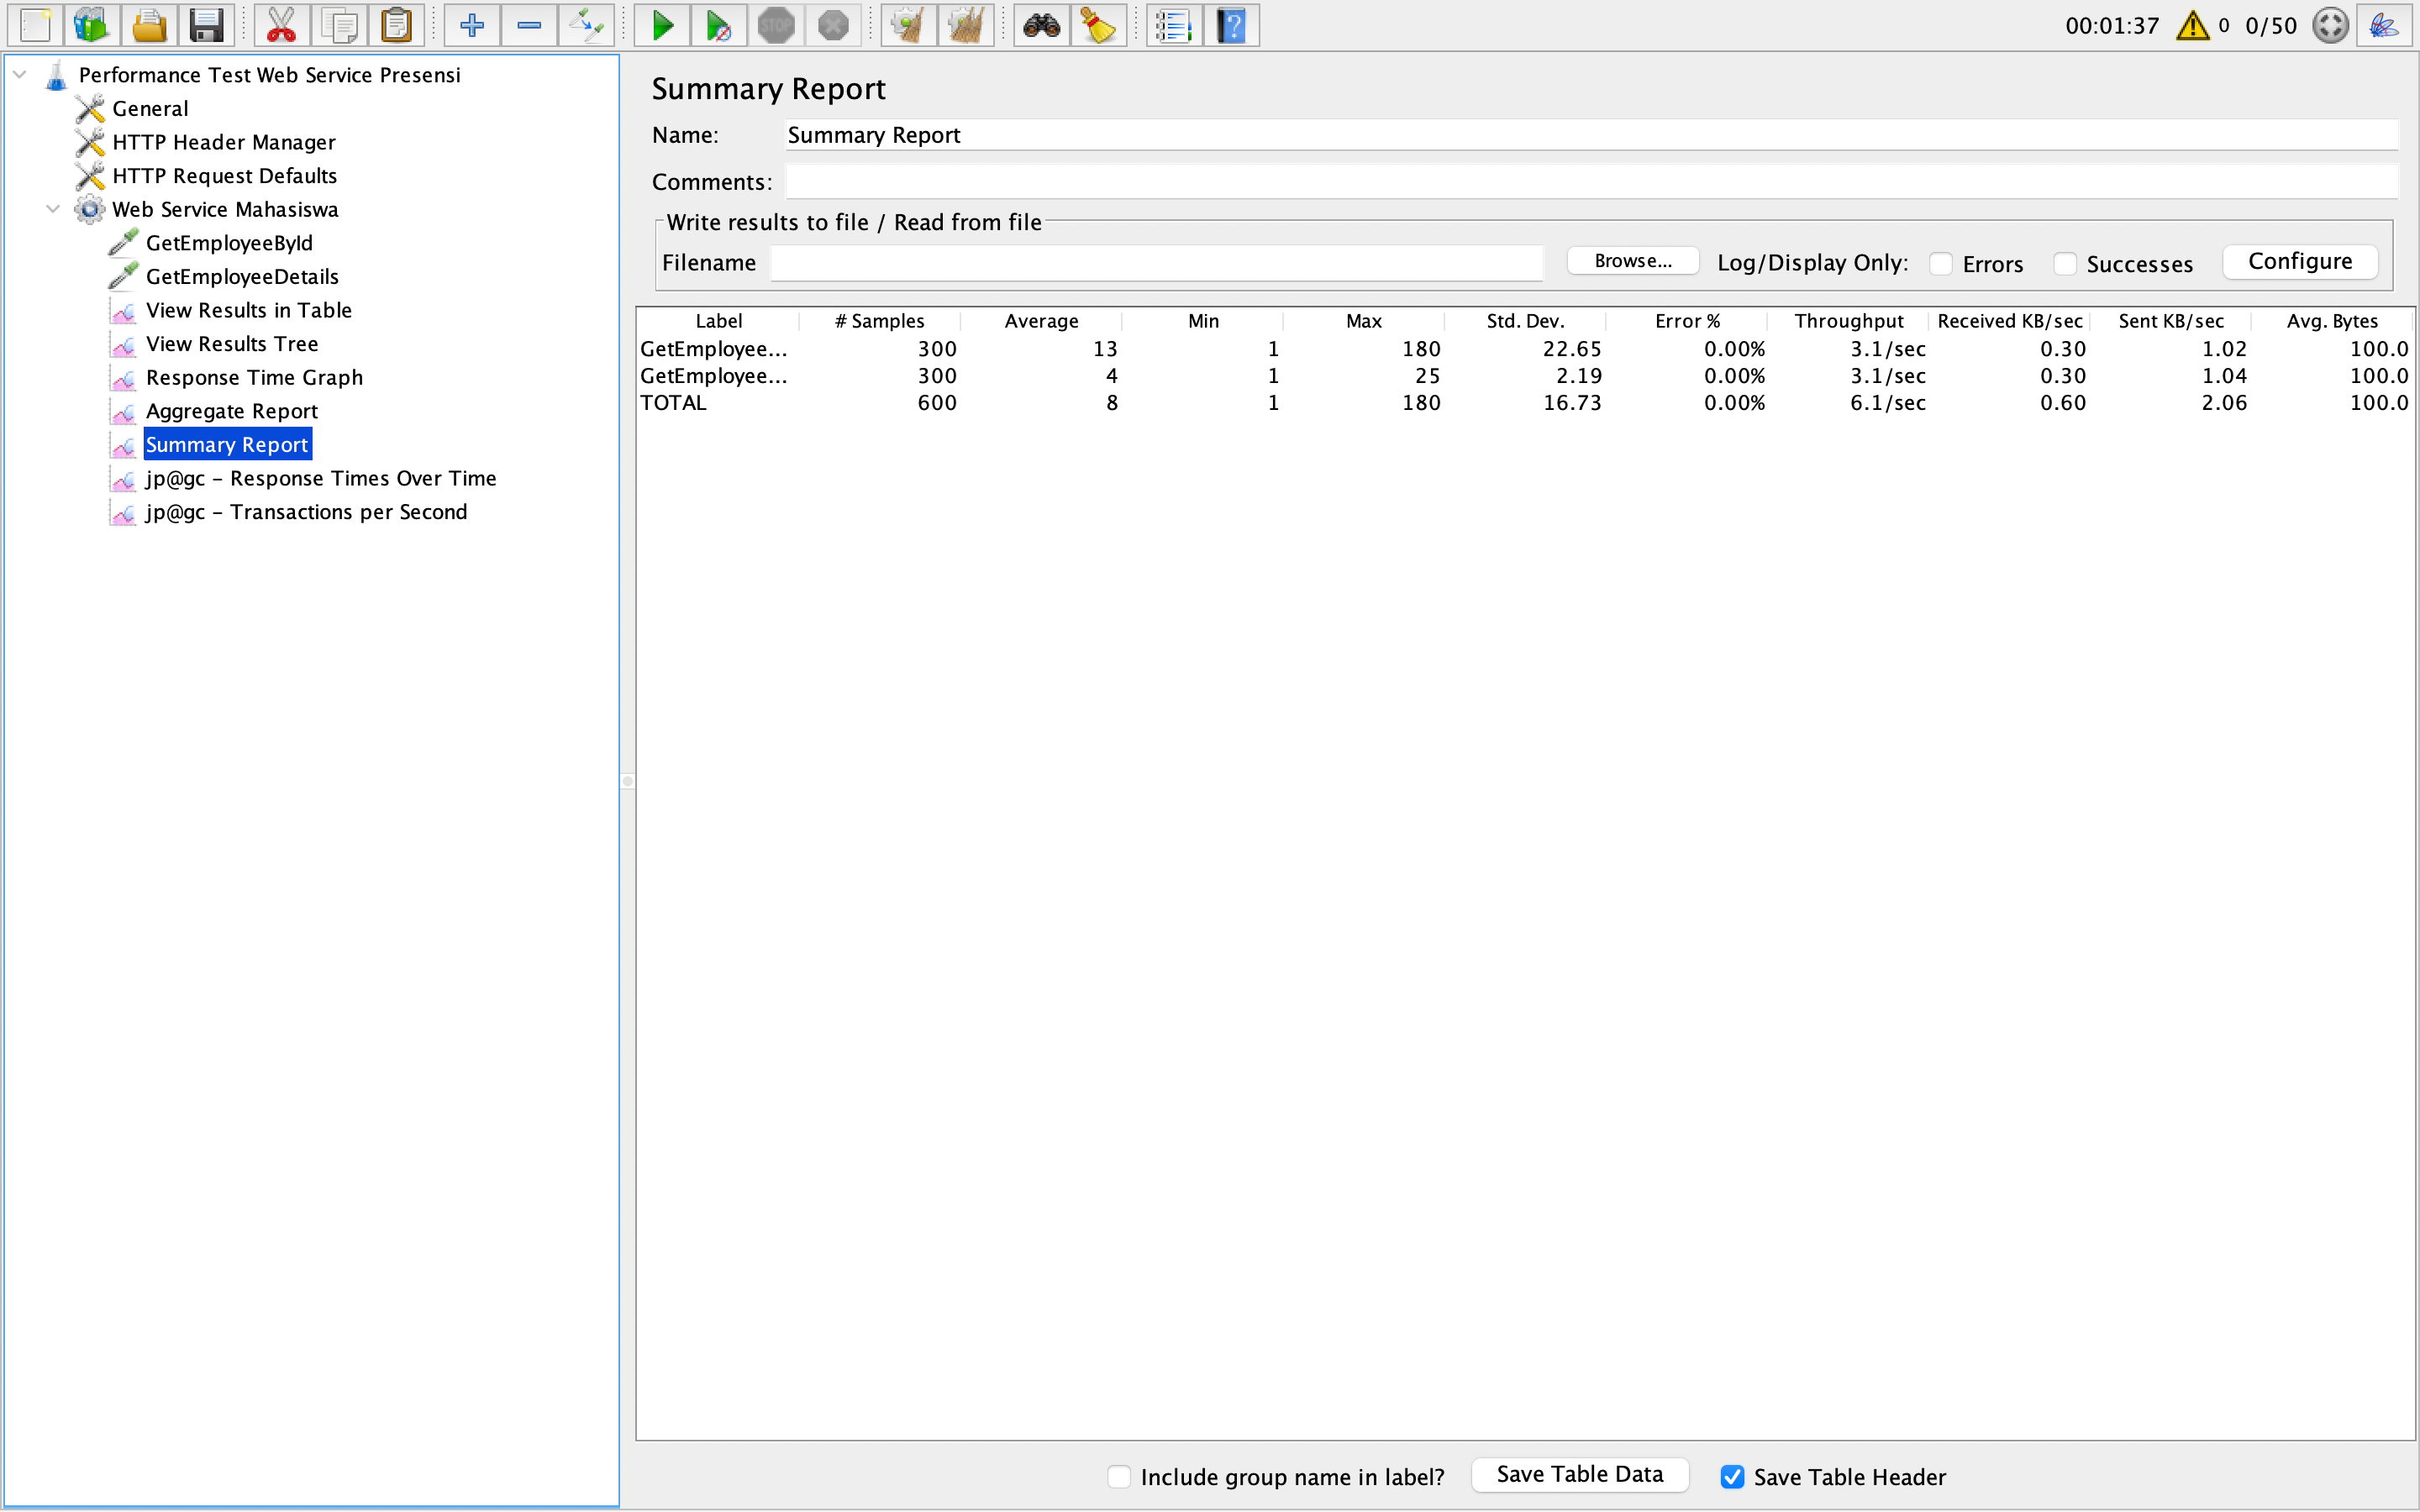 STOP 00:01:37 0 0/50
Performance Test Web Service Presensi
General
HTTP Header Manager
HTTP Request Defaults
Web Service Mahasiswa
GetEmployeeById
GetEmployeeDetails
View Results in Table
View Results Tree
Response Time Graph
Aggregate Report
Summary Report
jp@gc - Response Times Over Time
jp@gc - Transactions per Second
Summary Report
Name: Summary Report
Comments:
Write results to file / Read from file
Filename Browse... Log/Display Only: Errors Successes Configure
Label # Samples Average Min Max Std. Dev. Error % Throughput Received KB/sec Sent KB/sec Avg. Bytes
GetEmployee... 300 13 1 180 22.65 0.00% 3.1/sec 0.30 1.02 100.0
GetEmployee... 300 4 1 25 2.19 0.00% 3.1/sec 0.30 1.04 100.0
TOTAL 600 8 1 180 16.73 0.00% 6.1/sec 0.60 2.06 100.0
Include group name in label? Save Table Data Save Table Header